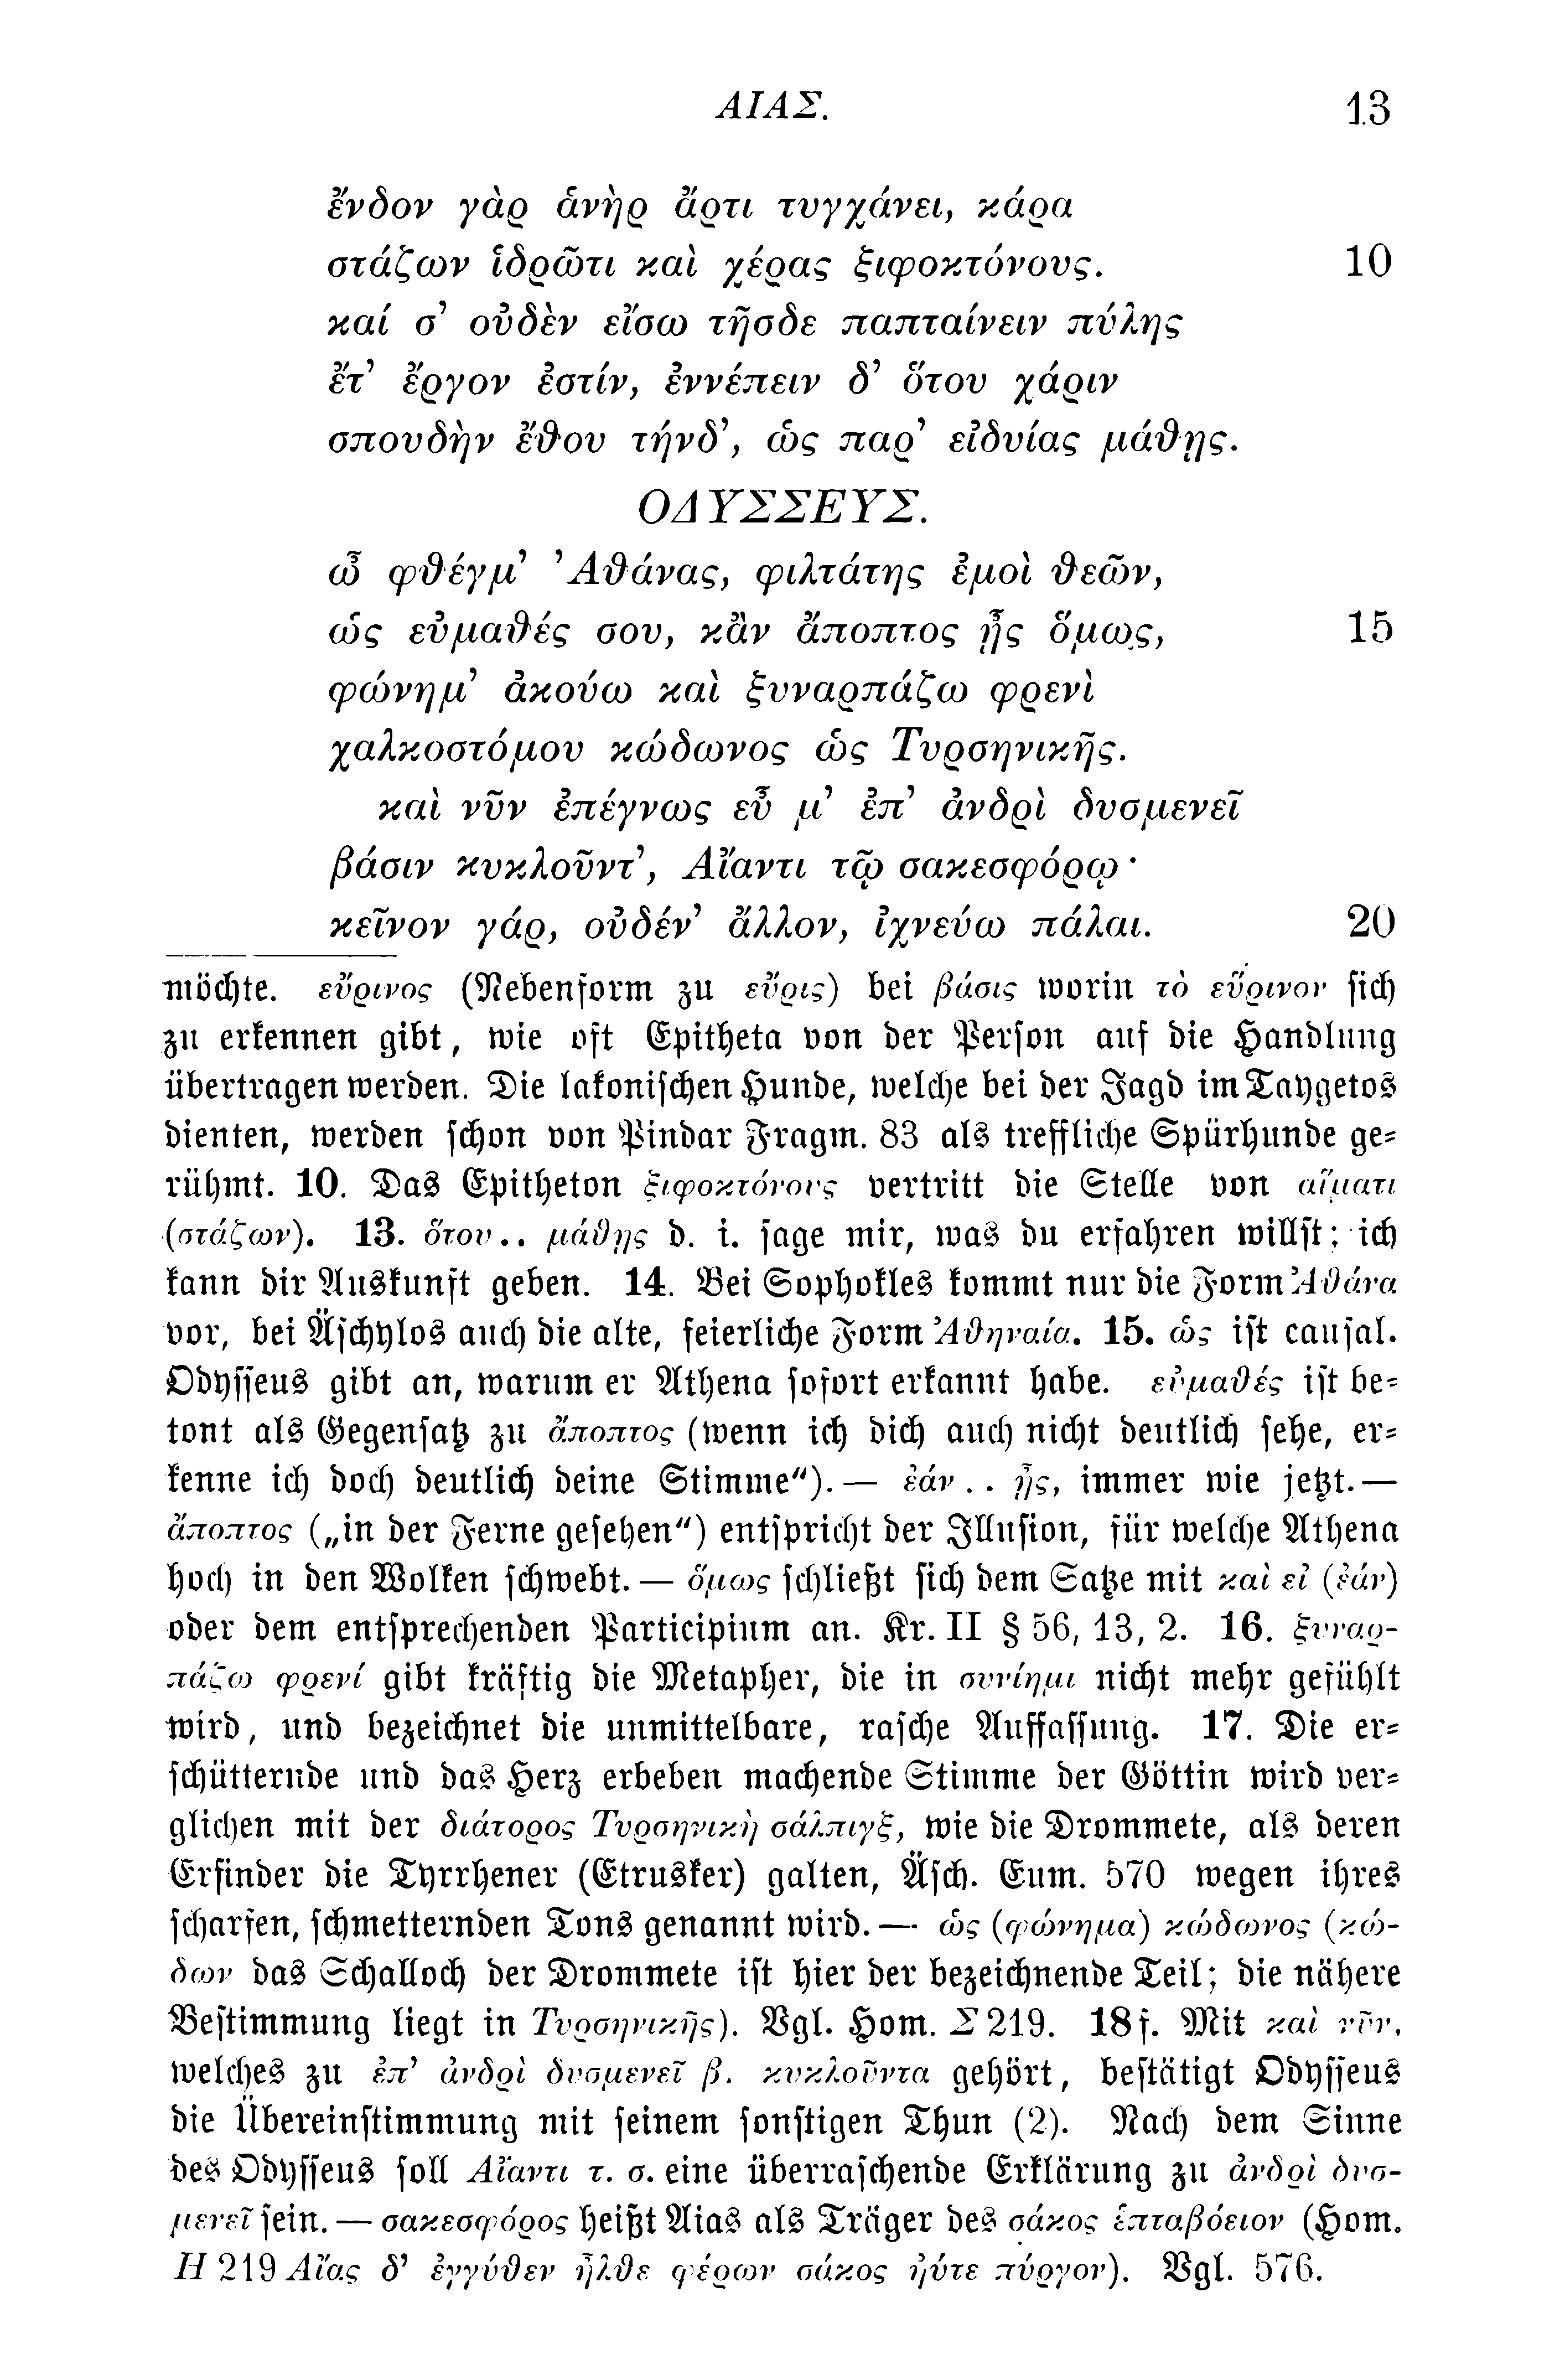 ΑΙΑΣ. 13
ἔνδον γὰρ ἁνὴρ ἄρτι τυγχάνει, κάρα
στάζων ἱδρῶτι καὶ χέρας ξιφοκτόνους. 10
καί σ’ οὐδὲν εἴσω τῆσδε παπταίνειν πύλης
ἔτ’ ἔργον ἐστίν, ἐννέπειν δ’ ὅτου χάριν
σπουδὴν ἔθου τήνδ’, ὡς παρ’ εἰδυίας μάθῃς.
ΟΔΥΣΣΕΥΣ.
ὦ φθέγμ’ Ἀθάνας, φιλτάτης ἐμοὶ θεῶν,
ὡς εὐμαθές σου, κἂν ἄποπτος ᾖς ὅμως, 15
φώνημ’ ἀκούω καὶ ξυναρπάζω φρενὶ
χαλκοστόμου κώδωνος ὡς Τυρσηνικῆς.
καὶ νῦν ἐπέγνως εὖ μ’ ἐπ’ ἀνδρὶ δυσμενεῖ
βάσιν κυκλοῦντ’, Αἴαντι τῷ σακεσφόρῳ·
κεῖνον γάρ, οὐδέν’ ἄλλον, ἰχνεύω πάλαι. 20
möchte. εὔρινος (Nebenform zu εὔρις) bei βάσις worin τὸ εὔρινον sich
zu erkennen gibt, wie oft Epitheta von der Person auf die Handlung
übertragen werden. Die lakonischen Hunde, welche bei der Jagd im Taygetos
dienten, werden schon von Pindar Fragm. 83 als treffliche Spürhunde ge-
rühmt. 10. Das Epitheton ξιφοκτόνους vertritt die Stelle von αἵματι
(στάζων). 13. ὅτου.. μάθῃς d. i. sage mir, was du erfahren willst; ich
kann dir Auskunft geben. 14. Bei Sophokles kommt nur die Form Ἀθάνα
vor, bei Äschylos auch die alte, feierliche Form Ἀθηναία. 15. ὡς ist causal.
Odysseus gibt an, warum er Athena sofort erkannt habe. εὐμαθές ist be-
tont als Gegensatz zu ἄποπτος (wenn ich dich auch nicht deutlich sehe, er-
kenne ich doch deutlich deine Stimme“). — ἐάν .. ᾖς, immer wie jetzt. —
ἄποπτος („in der Ferne gesehen“) entspricht der Illusion, für welche Athena
hoch in den Wolken schwebt. — ὅμως schließt sich dem Satze mit καὶ εἰ (ἐάν)
oder dem entsprechenden Participium an. Kr. II § 56, 13, 2. 16. ξυναρ-
πάζω φρενί gibt kräftig die Metapher, die in συνίημι nicht mehr gefühlt
wird, und bezeichnet die unmittelbare, rasche Auffassung. 17. Die er-
schütternde und das Herz erbeben machende Stimme der Göttin wird ver-
glichen mit der διάτορος Τυρσηνικὴ σάλπιγξ, wie die Drommete, als deren
Erfinder die Tyrrhener (Etrusker) galten, Äsch. Eum. 570 wegen ihres
scharfen, schmetternden Tons genannt wird. — ὡς (φώνημα) κώδωνος (κώ-
δων das Schalloch der Drommete ist hier der bezeichnende Teil; die nähere
Bestimmung liegt in Τυρσηνικῆς). Vgl. Hom. Σ 219. 18 f. Mit καὶ νῦν,
welches zu ἐπ’ ἀνδρὶ δυσμενεῖ β. κυκλοῦντα gehört, bestätigt Odysseus
die Übereinstimmung mit seinem sonstigen Thun (2). Nach dem Sinne
des Odysseus soll Αἴαντι τ. σ. eine überraschende Erklärung zu ἀνδρὶ δυσ-
μενεῖ sein. — σακεσφόρος heißt Aias als Träger des σάκος ἑπταβόειον (Hom.
Η 219 Αἴας δ’ ἐγγύθεν ἦλθε φέρων σάκος ἠύτε πύργον). Vgl. 576.